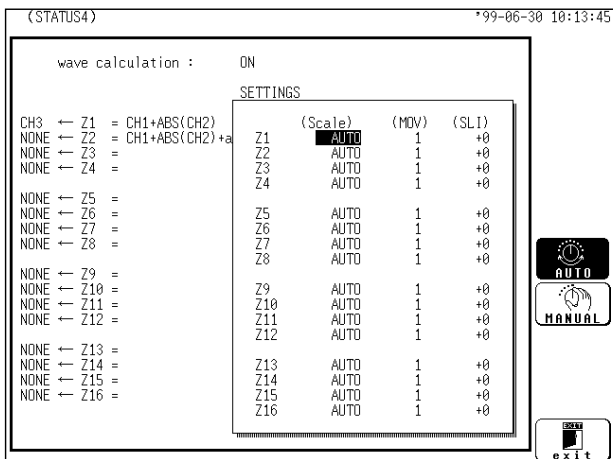 (STATUS4) '99-06-30 10:13:45
wave calculation : ON
SETTINGS
(Scale) (MOV) (SLI)
CH3 ← Z1 = CH1+ABS(CH2)
NONE ← Z2 = CH1+ABS(CH2)+a
NONE ← Z3 =
NONE ← Z4 =
NONE ← Z5 =
NONE ← Z6 =
NONE ← Z7 =
NONE ← Z8 =
NONE ← Z9 =
NONE ← Z10 =
NONE ← Z11 =
NONE ← Z12 =
NONE ← Z13 =
NONE ← Z14 =
NONE ← Z15 =
NONE ← Z16 =
Z1 AUTO 1 +0
Z2 AUTO 1 +0
Z3 AUTO 1 +0
Z4 AUTO 1 +0
Z5 AUTO 1 +0
Z6 AUTO 1 +0
Z7 AUTO 1 +0
Z8 AUTO 1 +0
Z9 AUTO 1 +0
Z10 AUTO 1 +0
Z11 AUTO 1 +0
Z12 AUTO 1 +0
Z13 AUTO 1 +0
Z14 AUTO 1 +0
Z15 AUTO 1 +0
Z16 AUTO 1 +0
AUTO
MANUAL
EXIT
exit